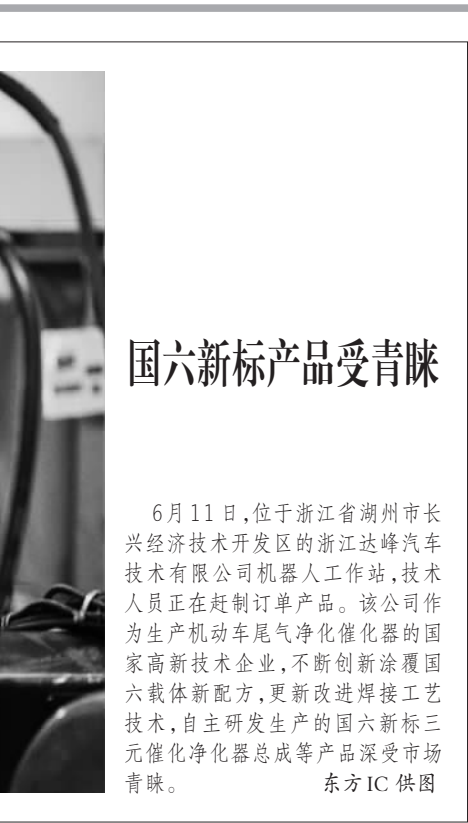 国六新标产品受青睐
6月11日,位于浙江省湖州市长
兴经济技术开发区的浙江达峰汽车
技术有限公司机器人工作站,技术
人员正在赶制订单产品。该公司作
为生产机动车尾气净化催化器的国
家高新技术企业,不断创新涂覆国
六载体新配方,更新改进焊接工艺
技术,自主研发生产的国六新标三
元催化净化器总成等产品深受市场
青睐。 东方IC 供图